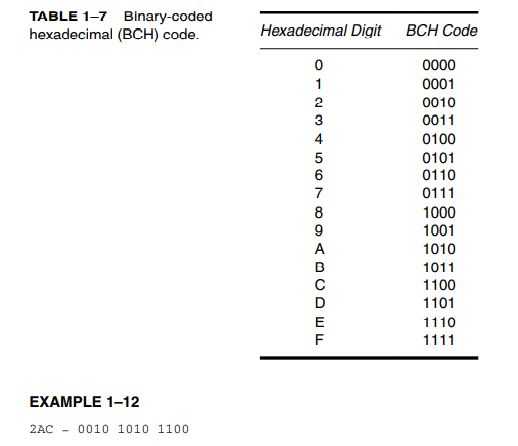 TABLE 1–7 Binary-coded
hexadecimal (BCH) code.
Hexadecimal Digit BCH Code
0 0000
1 0001
2 0010
3 0011
4 0100
5 0101
6 0110
7 0111
8 1000
9 1001
A 1010
B 1011
C 1100
D 1101
E 1110
F 1111
EXAMPLE 1–12
2AC – 0010 1010 1100